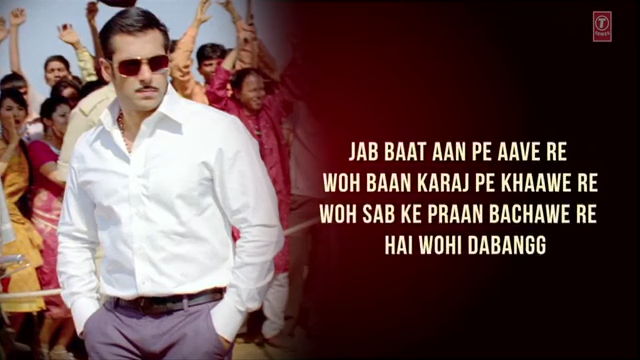 T
SERIES
JAB BAAT AAN PE AAVE RE
WOH BAAN KARAJ PE KHAAWE RE
WOH SAB KE PRAAN BACHAWE RE
HAI WOHI DABANGG